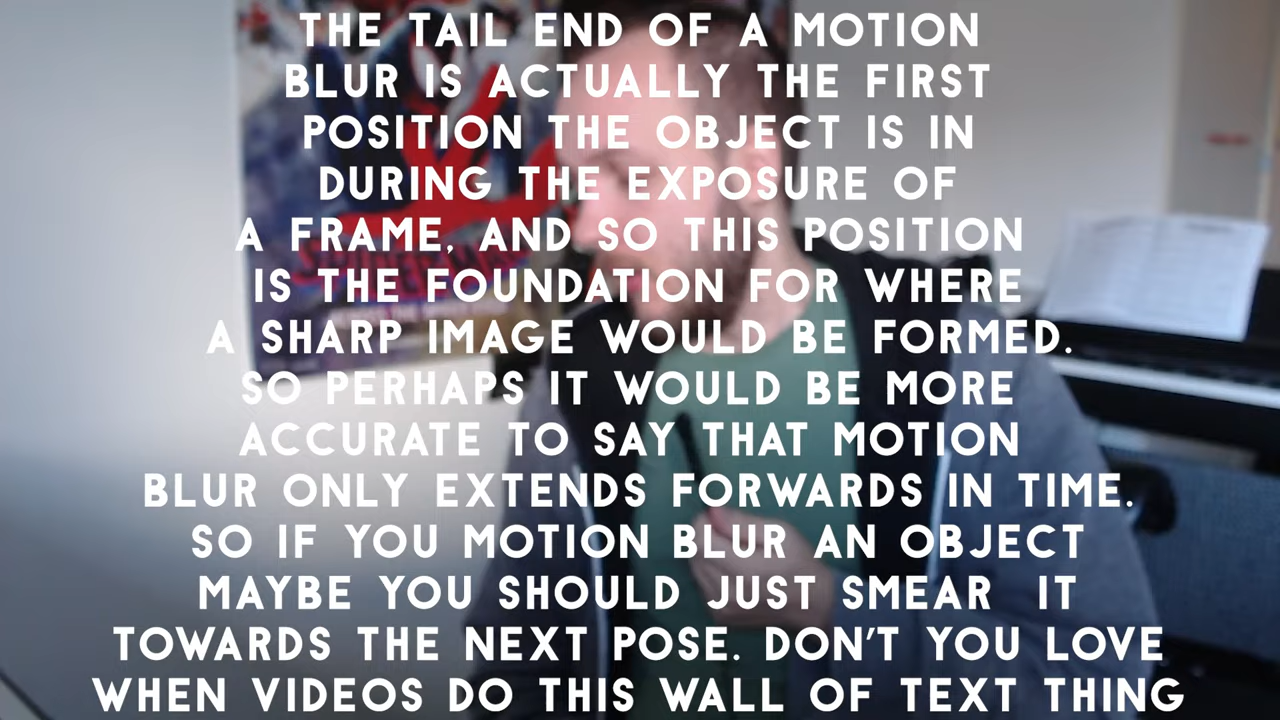 THE TAIL END OF A MOTION
BLUR IS ACTUALLY THE FIRST
POSITION THE OBJECT IS IN
DURING THE EXPOSURE OF
A FRAME, AND SO THIS POSITION
IS THE FOUNDATION FOR WHERE
A SHARP IMAGE WOULD BE FORMED.
SO PERHAPS IT WOULD BE MORE
ACCURATE TO SAY THAT MOTION
BLUR ONLY EXTENDS FORWARDS IN TIME.
SO IF YOU MOTION BLUR AN OBJECT
MAYBE YOU SHOULD JUST SMEAR IT
TOWARDS THE NEXT POSE. DON'T YOU LOVE
WHEN VIDEOS DO THIS WALL OF TEXT THING